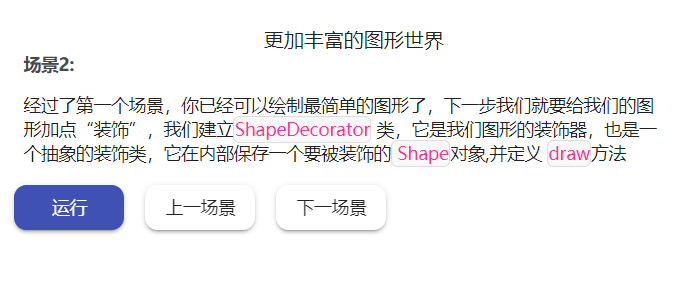 更加丰富的图形世界
场景2:
经过了第一个场景，你已经可以绘制最简单的图形了，下一步我们就要给我们的图
形加点“装饰”，我们建立ShapeDecorator 类，它是我们图形的装饰器，也是一
个抽象的装饰类，它在内部保存一个要被装饰的 Shape对象,并定义 draw方法
运行 上一场景 下一场景